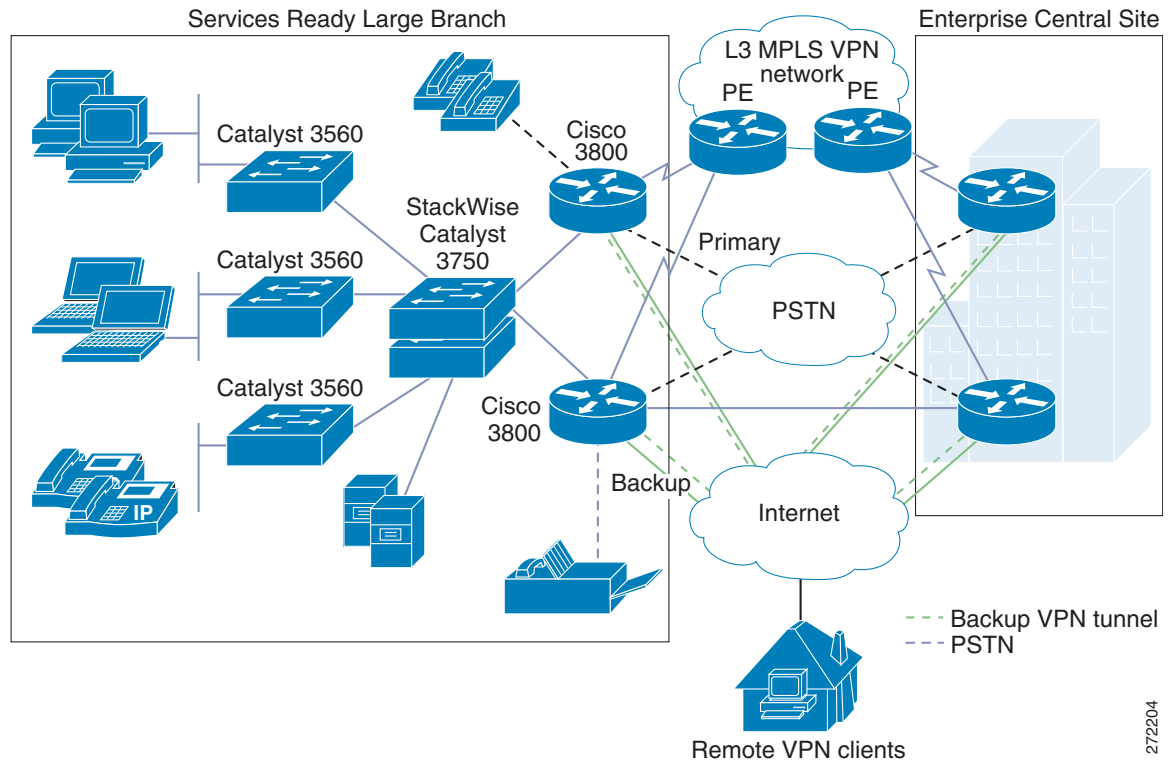 Services Ready Large Branch
Enterprise Central Site
L3 MPLS VPN
network
PE
PE
Catalyst 3560
Cisco
3800
StackWise
Catalyst
3750
Primary
Catalyst 3560
PSTN
Catalyst 3560
Cisco
3800
Backup
Internet
IP
Backup VPN tunnel
PSTN
Remote VPN clients
272204